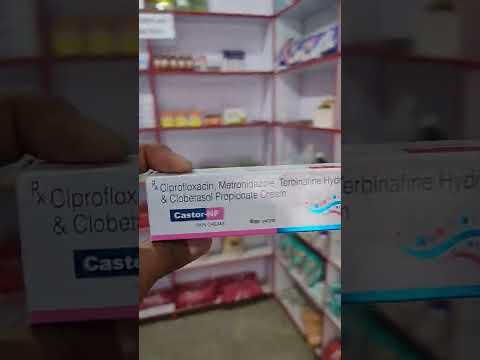 Rx Ciprofloxacin, Metronidazole, Terbinafine Hydr
& Clobetasol Propionate Cream
Castor-NF
SKIN CREAM